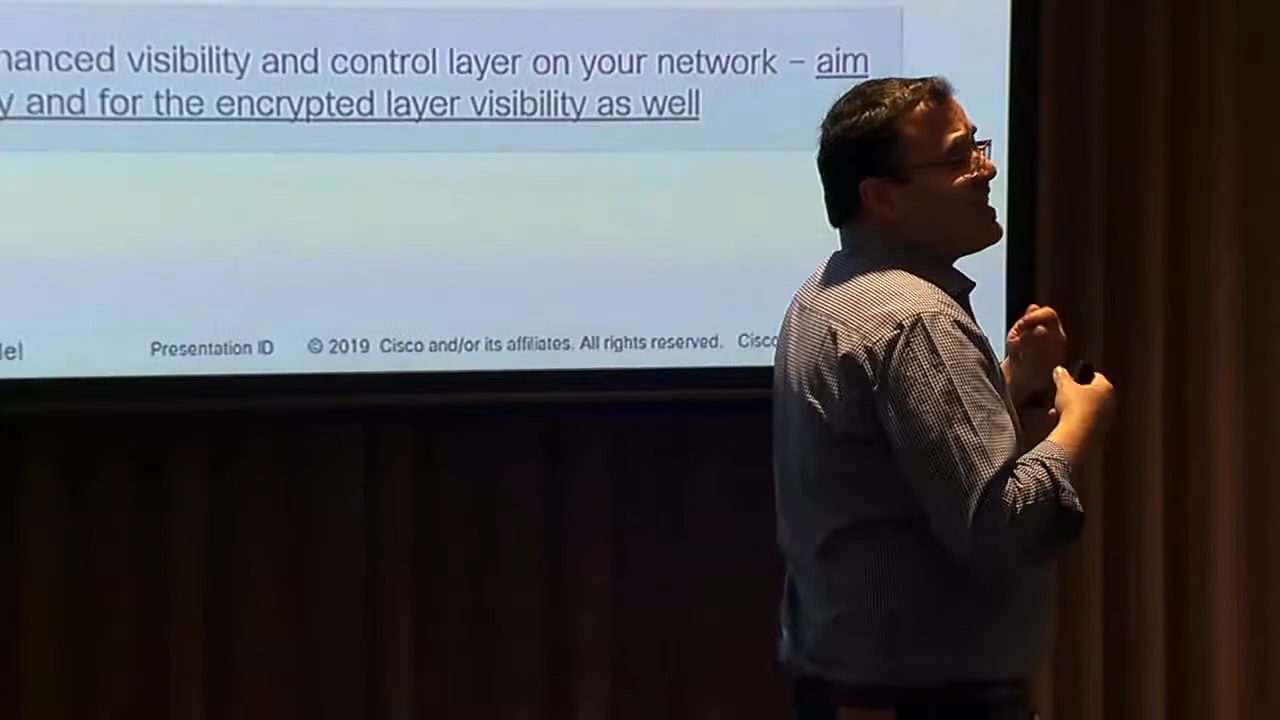 hanced visibility and control layer on your network – aim
y and for the encrypted layer visibility as well
Presentation ID © 2019 Cisco and/or its affiliates. All rights reserved. Cisco